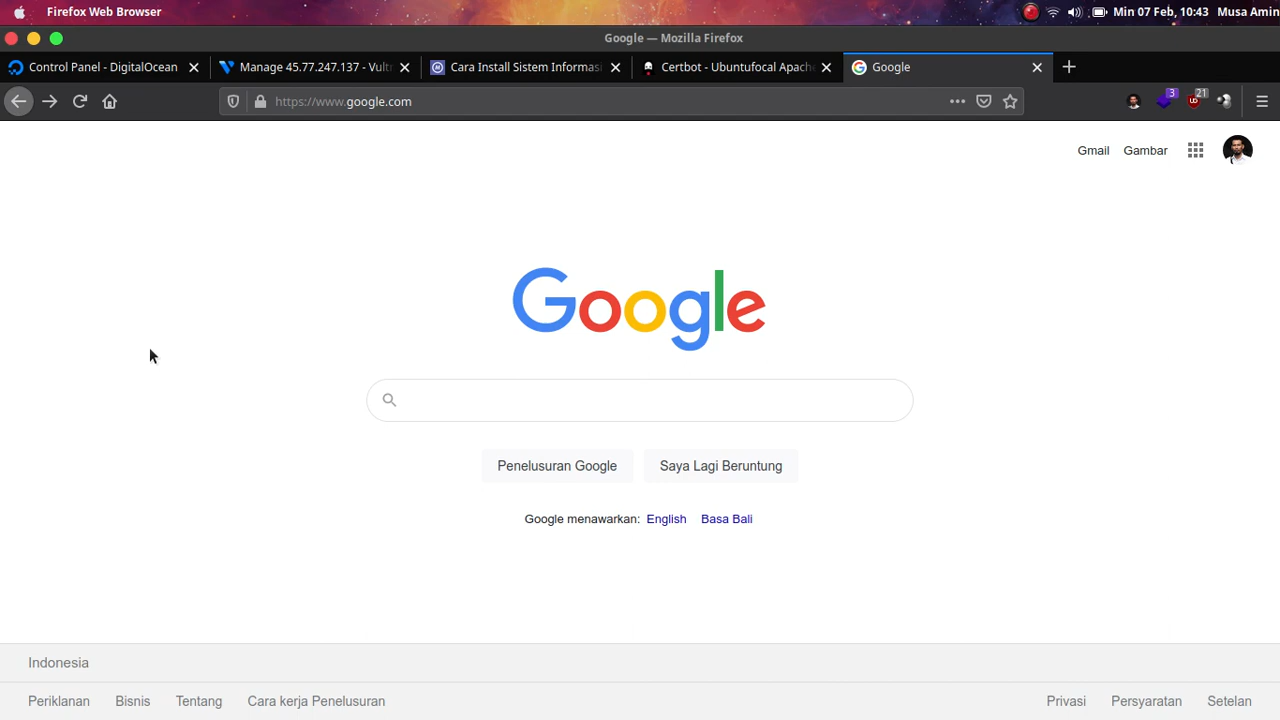 Firefox Web Browser
Min 07 Feb, 10:43 Musa Amin
Google — Mozilla Firefox
Control Panel - DigitalOcean
Manage 45.77.247.137 - Vultr
Cara Install Sistem Informasi
Certbot - Ubuntufocal Apache
Google
https://www.google.com
3
21
Gmail Gambar
Google
Penelusuran Google
Saya Lagi Beruntung
Google menawarkan: English Basa Bali
Indonesia
Periklanan Bisnis Tentang Cara kerja Penelusuran
Privasi Persyaratan Setelan